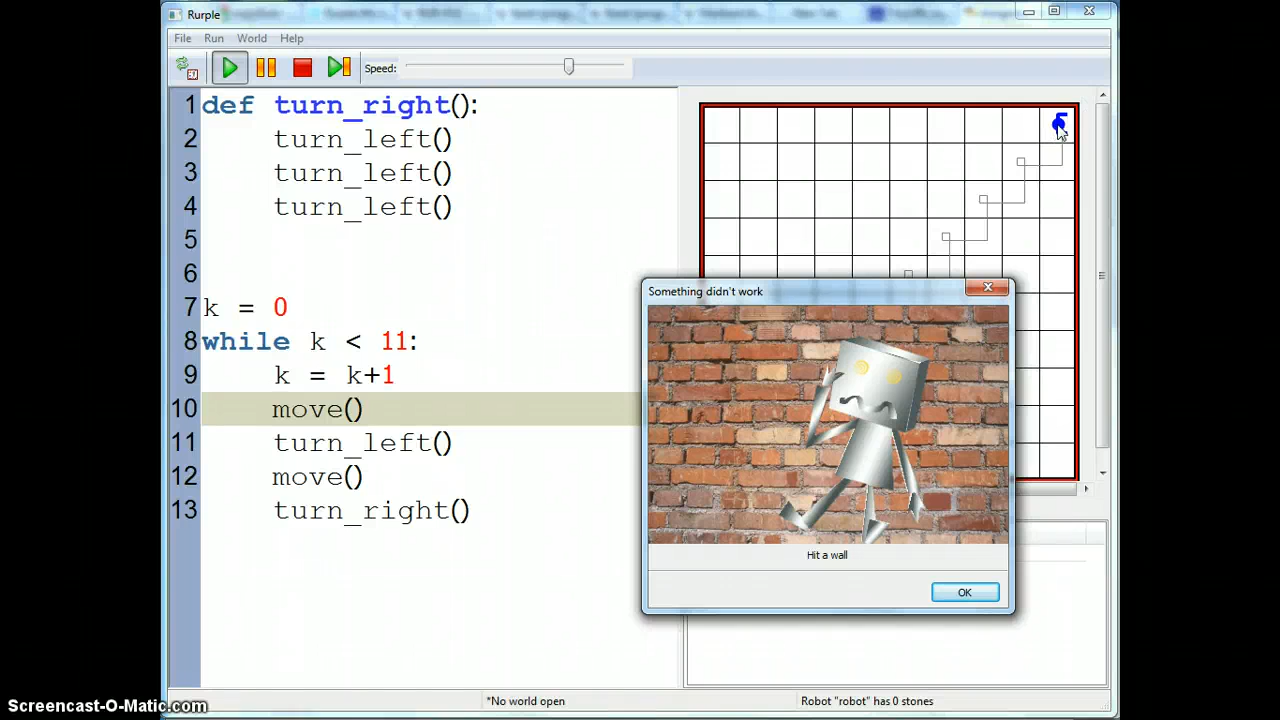 Rurple
File Run World Help
Speed:
1 def turn_right():
2 turn_left()
3 turn_left()
4 turn_left()
5
6
7 k = 0
8 while k < 11:
9 k = k+1
10 move()
11 turn_left()
12 move()
13 turn_right()
Something didn't work
Hit a wall
OK
*No world open Robot "robot" has 0 stones
Screencast-O-Matic.com